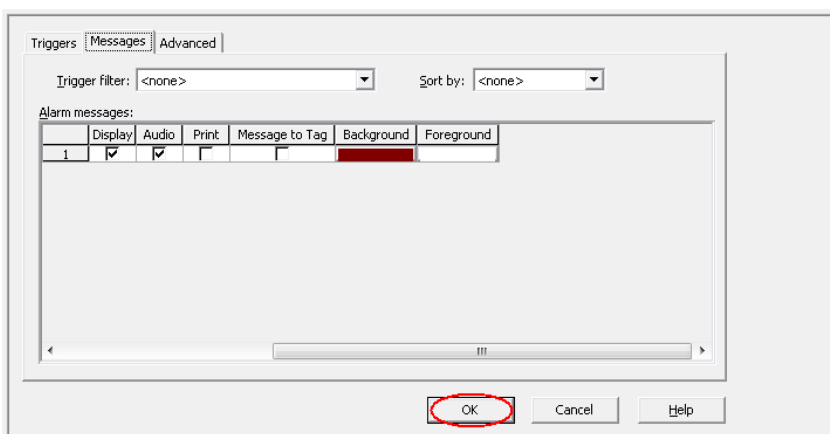 Triggers Messages Advanced
Trigger filter: <none> Sort by: <none>
Alarm messages:
Display Audio Print Message to Tag Background Foreground
1
OK Cancel Help